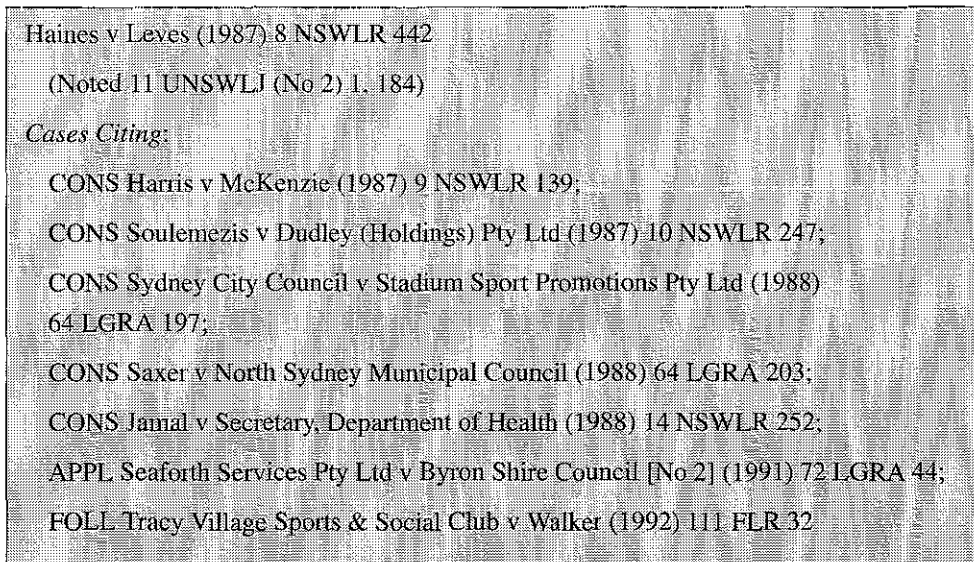 Haines v Leves (1987) 8 NSWLR 442
(Noted 11 UNSWLJ (No 2) 1, 184)
Cases Citing:
CONS Harris v McKenzie (1987) 9 NSWLR 139;
CONS Soulemezis v Dudley (Holdings) Pty Ltd (1987) 10 NSWLR 247;
CONS Sydney City Council v Stadium Sport Promotions Pty Ltd (1988)
64 LGRA 197;
CONS Saxer v North Sydney Municipal Council (1988) 64 LGRA 203;
CONS Jamal v Secretary, Department of Health (1988) 14 NSWLR 252;
APPL Seaforth Services Pty Ltd v Byron Shire Council [No 2] (1991) 72 LGRA 44;
FOLL Tracy Village Sports & Social Club v Walker (1992) 111 FLR 32